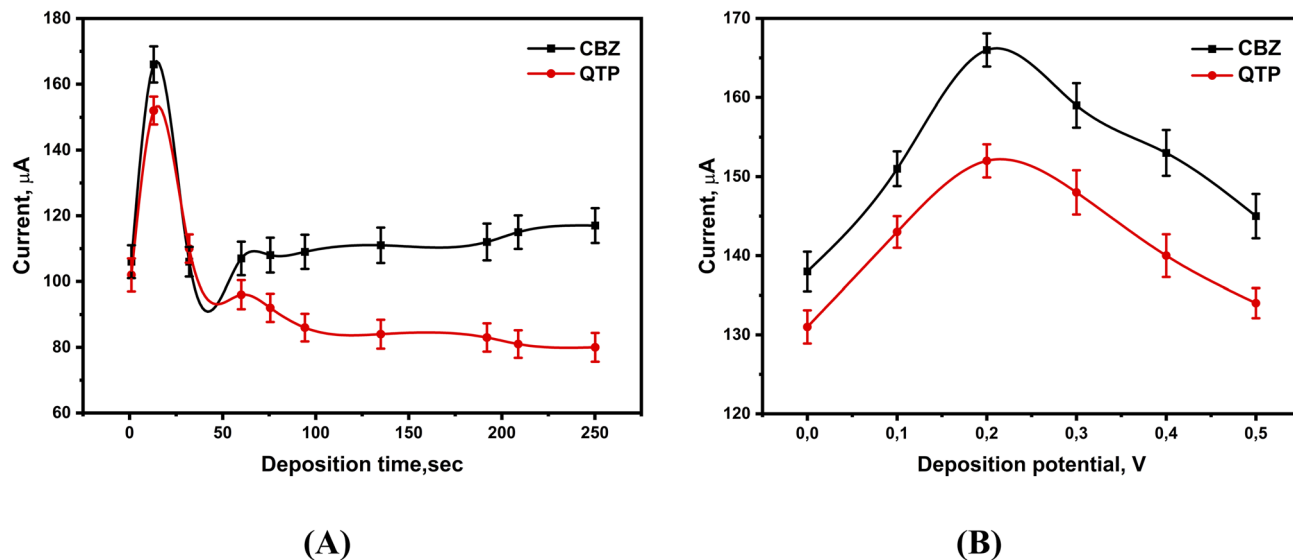 180
160
140
120
100
80
60
0
50
100
150
200
250
Current, μA
Deposition time,sec
CBZ
QTP
(A)
170
160
150
140
130
120
0,0
0,1
0,2
0,3
0,4
0,5
Current, μA
Deposition potential, V
CBZ
QTP
(B)